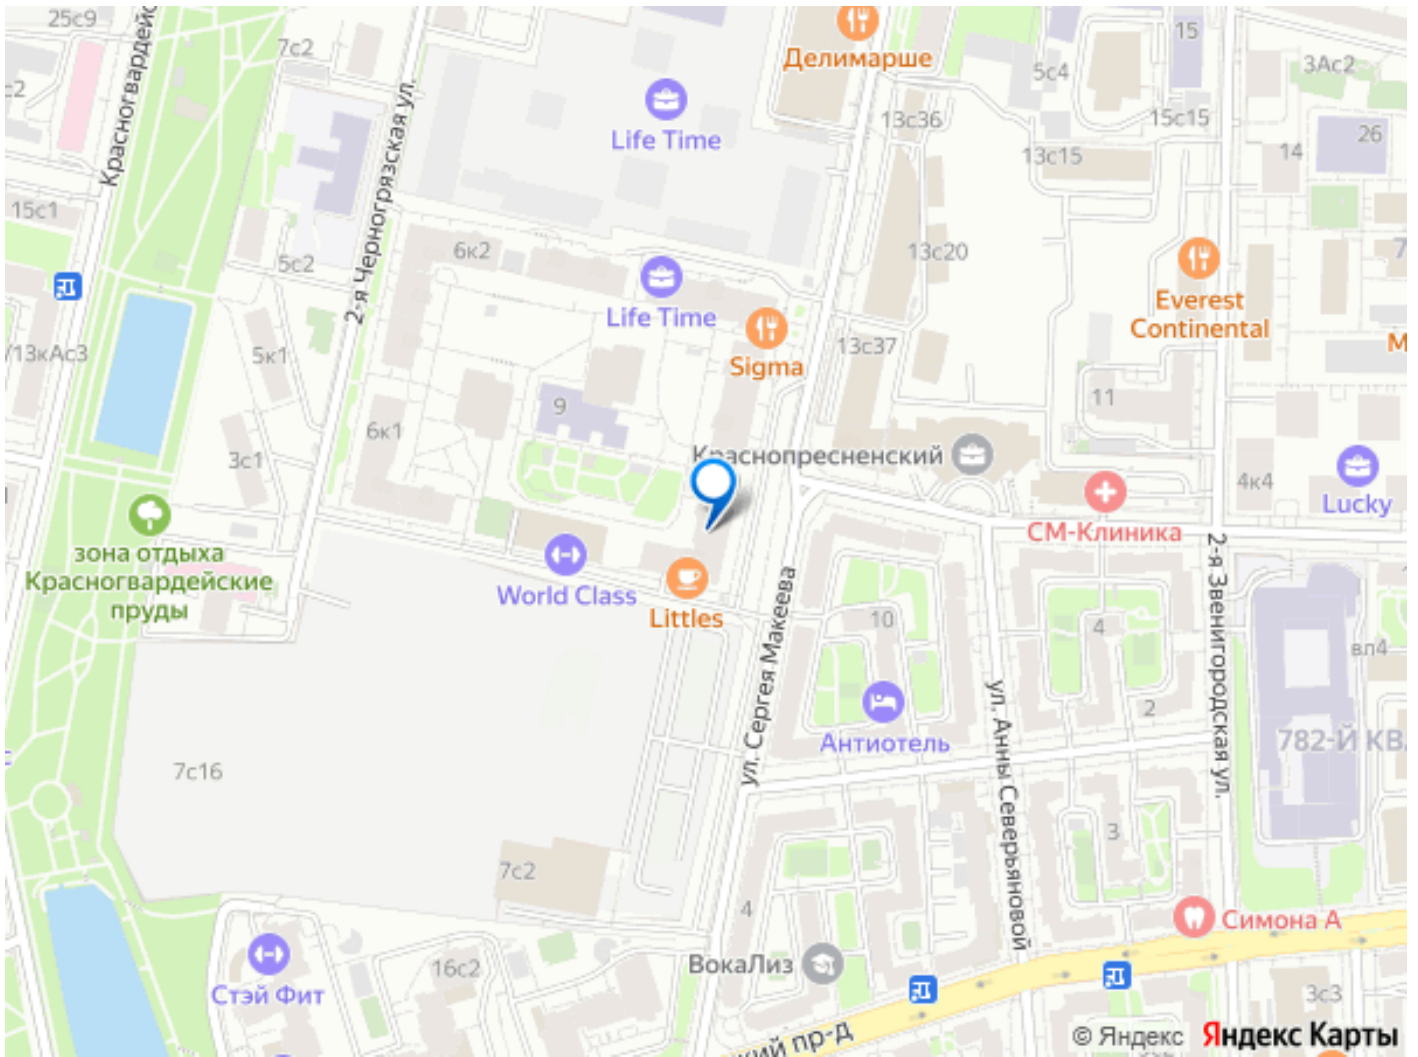 25с9
Красногвардейс
7с2
2-я Черногрязская ул.
Life Time
Делимарше
5с4
15
3Ас2
13с36
15с15
13с15
14
26
15с1
5с2
6к2
Life Time
13с20
Everest
Continental
Sigma
13с37
/13кАс3
5к1
9
6к1
11
Краснопресненский
3с1
4к4
Lucky
СМ-Клиника
зона отдыха
Красногвардейские
пруды
World Class
Littles
ул. Сергея Макеева
10
4
2-я Звенигородская ул.
вл4
2
Антиотель
ул. Анны Северьяновой
782-Й КВ
7с16
3
7с2
4
Симона А
ВокаЛиз
16с2
Стэй Фит
3с3
кий пр-д
© Яндекс Яндекс Карты